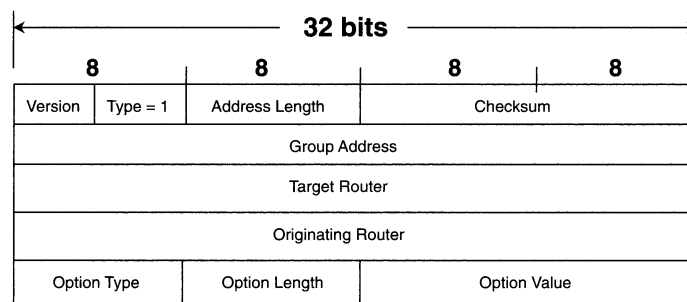 32 bits
8 8 8 8
Version Type = 1 Address Length Checksum
Group Address
Target Router
Originating Router
Option Type Option Length Option Value